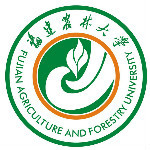 福建农林大学
FUJIAN AGRICULTURE AND FORESTRY UNIVERSITY